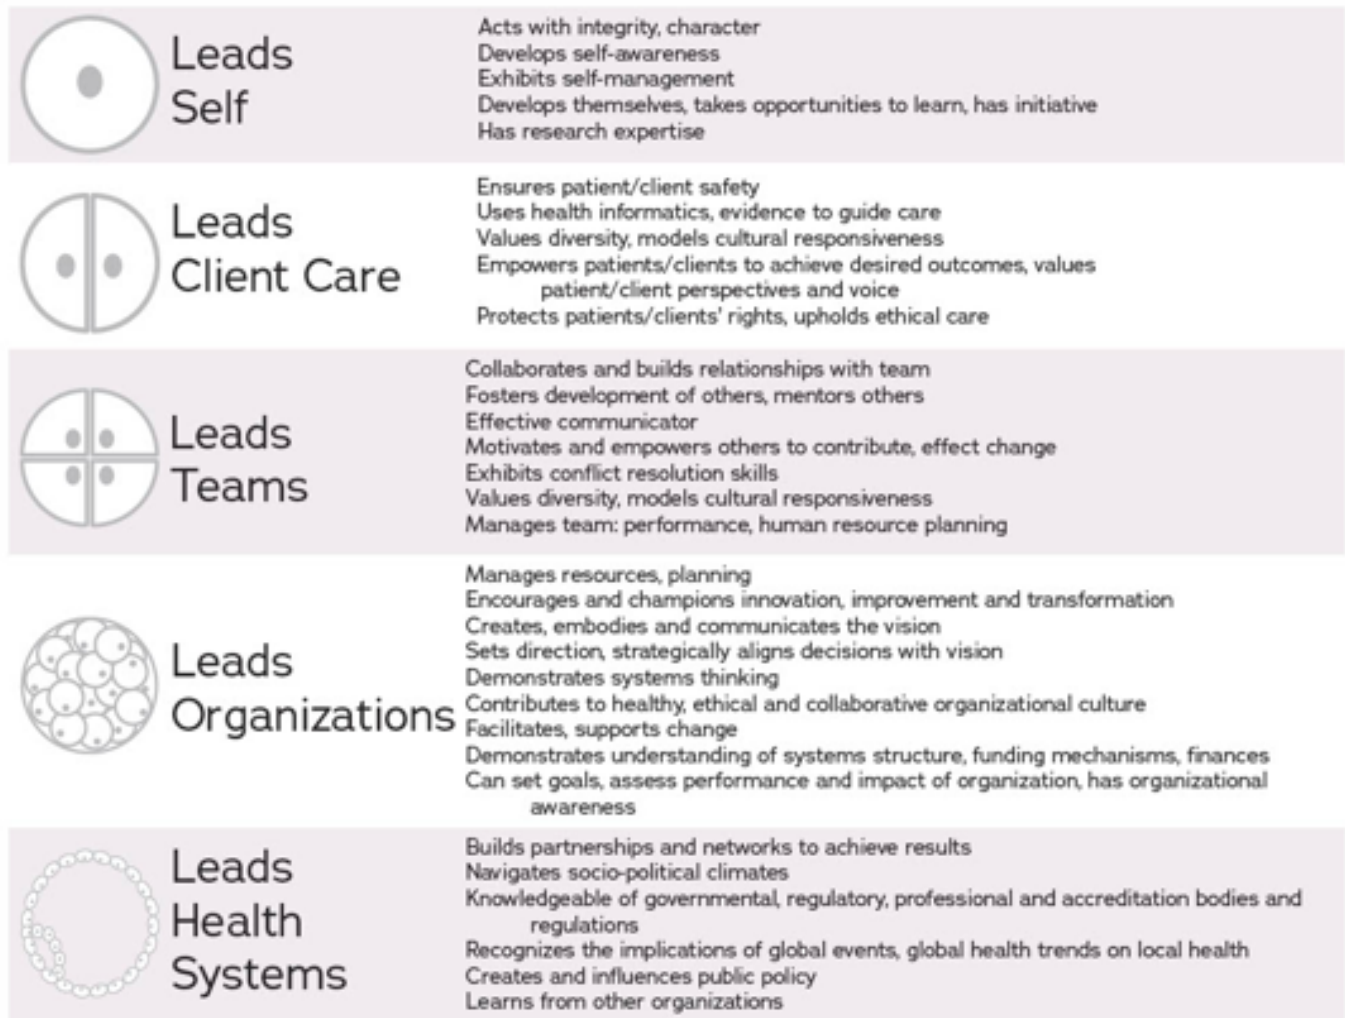 Leads
Self
Acts with integrity, character
Develops self-awareness
Exhibits self-management
Develops themselves, takes opportunities to learn, has initiative
Has research expertise
Leads
Client Care
Ensures patient/client safety
Uses health informatics, evidence to guide care
Values diversity, models cultural responsiveness
Empowers patients/clients to achieve desired outcomes, values
patient/client perspectives and voice
Protects patients/clients' rights, upholds ethical care
Leads
Teams
Collaborates and builds relationships with team
Fosters development of others, mentors others
Effective communicator
Motivates and empowers others to contribute, effect change
Exhibits conflict resolution skills
Values diversity, models cultural responsiveness
Manages team: performance, human resource planning
Leads
Organizations
Manages resources, planning
Encourages and champions innovation, improvement and transformation
Creates, embodies and communicates the vision
Sets direction, strategically aligns decisions with vision
Demonstrates systems thinking
Contributes to healthy, ethical and collaborative organizational culture
Facilitates, supports change
Demonstrates understanding of systems structure, funding mechanisms, finances
Can set goals, assess performance and impact of organization, has organizational
awareness
Leads
Health
Systems
Builds partnerships and networks to achieve results
Navigates socio-political climates
Knowledgeable of governmental, regulatory, professional and accreditation bodies and
regulations
Recognizes the implications of global events, global health trends on local health
Creates and influences public policy
Learns from other organizations